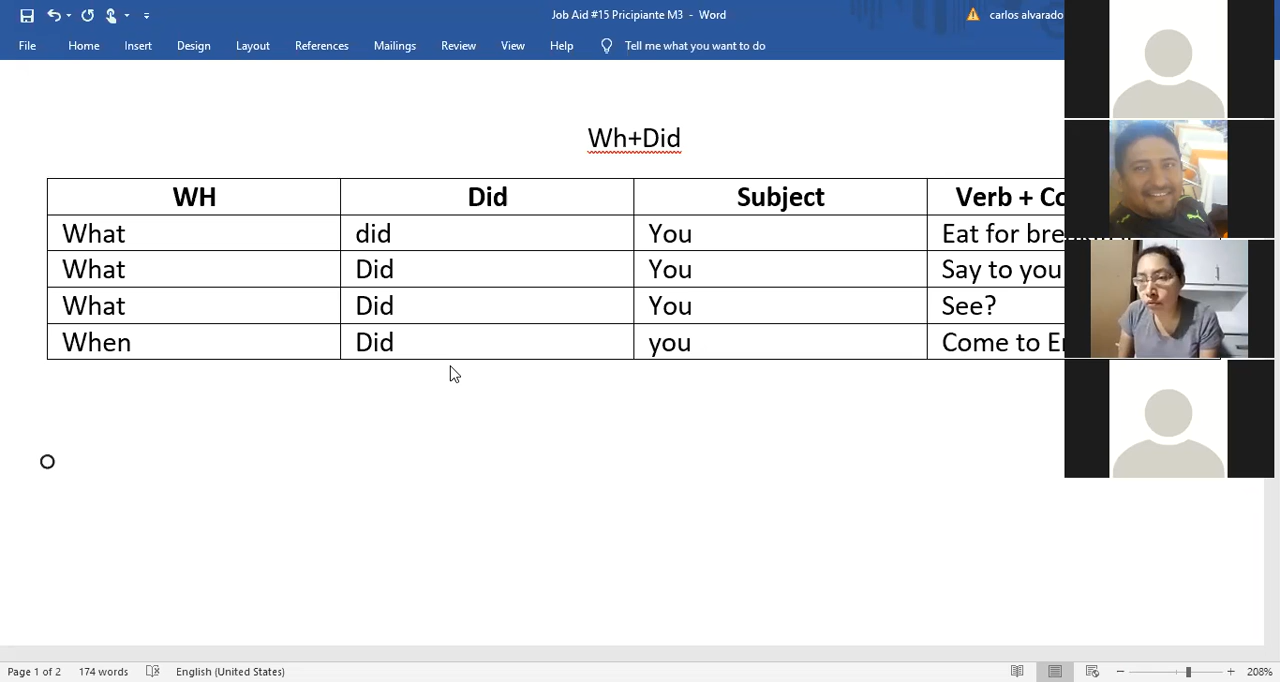 Job Aid #15 Pricipiante M3 - Word
carlos alvarado
File Home Insert Design Layout References Mailings Review View Help Tell me what you want to do
Wh+Did
WH Did Subject Verb +
What did You Eat for
What Did You Say to you
What Did You See?
When Did you Come to
Page 1 of 2 174 words English (United States) 208%